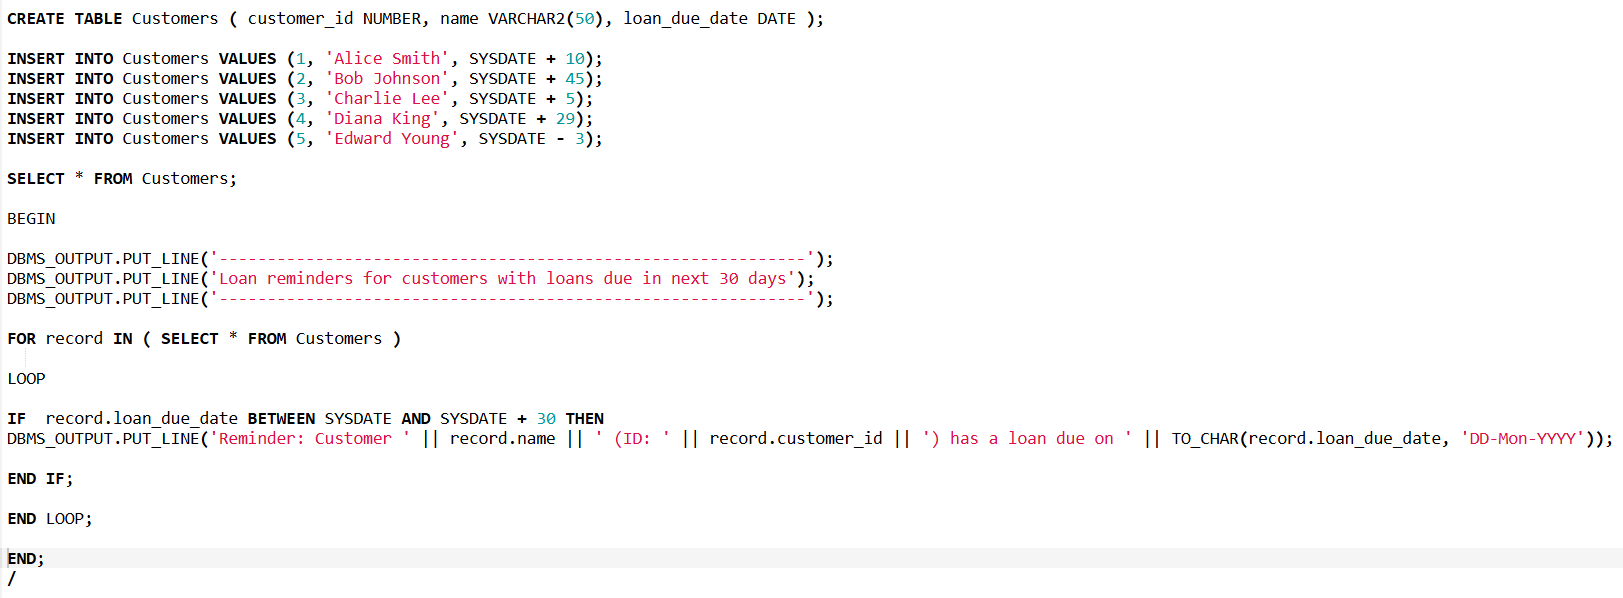 CREATE TABLE Customers ( customer_id NUMBER, name VARCHAR2(50), loan_due_date DATE );
INSERT INTO Customers VALUES (1, 'Alice Smith', SYSDATE + 10);
INSERT INTO Customers VALUES (2, 'Bob Johnson', SYSDATE + 45);
INSERT INTO Customers VALUES (3, 'Charlie Lee', SYSDATE + 5);
INSERT INTO Customers VALUES (4, 'Diana King', SYSDATE + 29);
INSERT INTO Customers VALUES (5, 'Edward Young', SYSDATE - 3);
SELECT * FROM Customers;
BEGIN
DBMS_OUTPUT.PUT_LINE('-------------------------------------------------------------');
DBMS_OUTPUT.PUT_LINE('Loan reminders for customers with loans due in next 30 days');
DBMS_OUTPUT.PUT_LINE('-------------------------------------------------------------');
FOR record IN ( SELECT * FROM Customers )
LOOP
IF  record.loan_due_date BETWEEN SYSDATE AND SYSDATE + 30 THEN
DBMS_OUTPUT.PUT_LINE('Reminder: Customer ' || record.name || ' (ID: ' || record.customer_id || ') has a loan due on ' || TO_CHAR(record.loan_due_date, 'DD-Mon-YYYY'));
END IF;
END LOOP;
END;
/